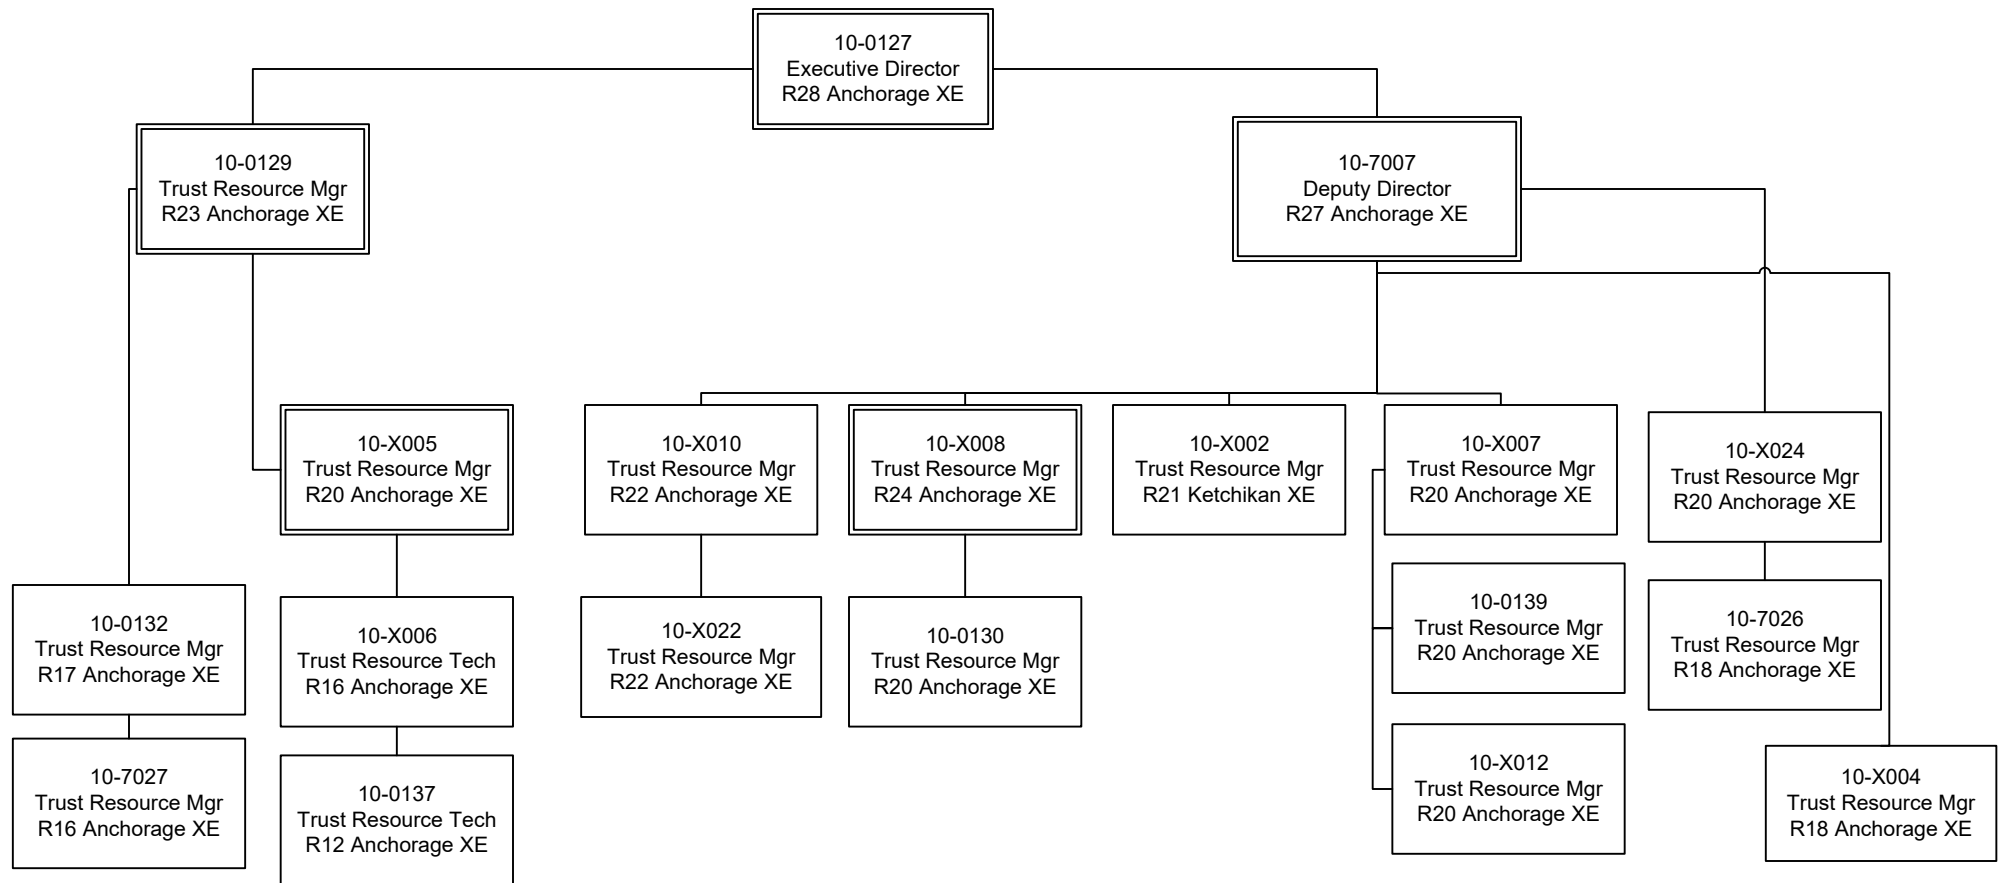 10-0127
Executive Director
R28 Anchorage XE
10-0129
Trust Resource Mgr
R23 Anchorage XE
10-7007
Deputy Director
R27 Anchorage XE
10-X005
Trust Resource Mgr
R20 Anchorage XE
10-X010
Trust Resource Mgr
R22 Anchorage XE
10-X008
Trust Resource Mgr
R24 Anchorage XE
10-X002
Trust Resource Mgr
R21 Ketchikan XE
10-X007
Trust Resource Mgr
R20 Anchorage XE
10-X024
Trust Resource Mgr
R20 Anchorage XE
10-0132
Trust Resource Mgr
R17 Anchorage XE
10-X006
Trust Resource Tech
R16 Anchorage XE
10-X022
Trust Resource Mgr
R22 Anchorage XE
10-0130
Trust Resource Mgr
R20 Anchorage XE
10-0139
Trust Resource Mgr
R20 Anchorage XE
10-7026
Trust Resource Mgr
R18 Anchorage XE
10-7027
Trust Resource Mgr
R16 Anchorage XE
10-0137
Trust Resource Tech
R12 Anchorage XE
10-X012
Trust Resource Mgr
R20 Anchorage XE
10-X004
Trust Resource Mgr
R18 Anchorage XE